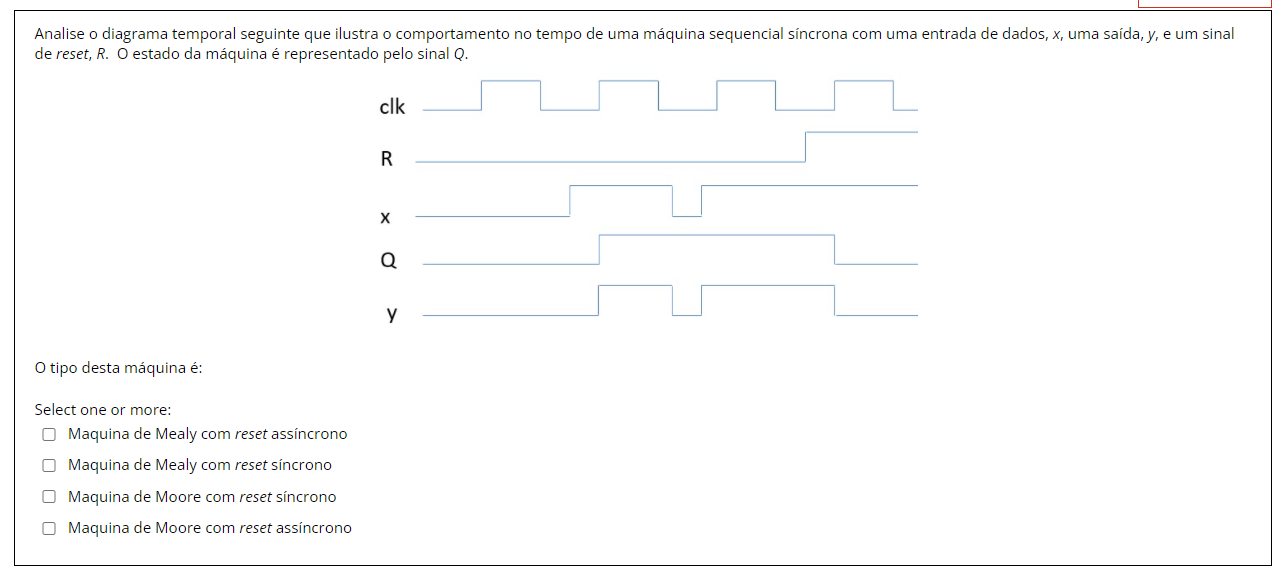 Analise o diagrama temporal seguinte que ilustra o comportamento no tempo de uma máquina sequencial síncrona com uma entrada de dados, x, uma saída, y, e um sinal
de reset, R. O estado da máquina é representado pelo sinal Q.
clk
R
x
Q
y
O tipo desta máquina é:
Select one or more:
Maquina de Mealy com reset assíncrono
Maquina de Mealy com reset síncrono
Maquina de Moore com reset síncrono
Maquina de Moore com reset assíncrono